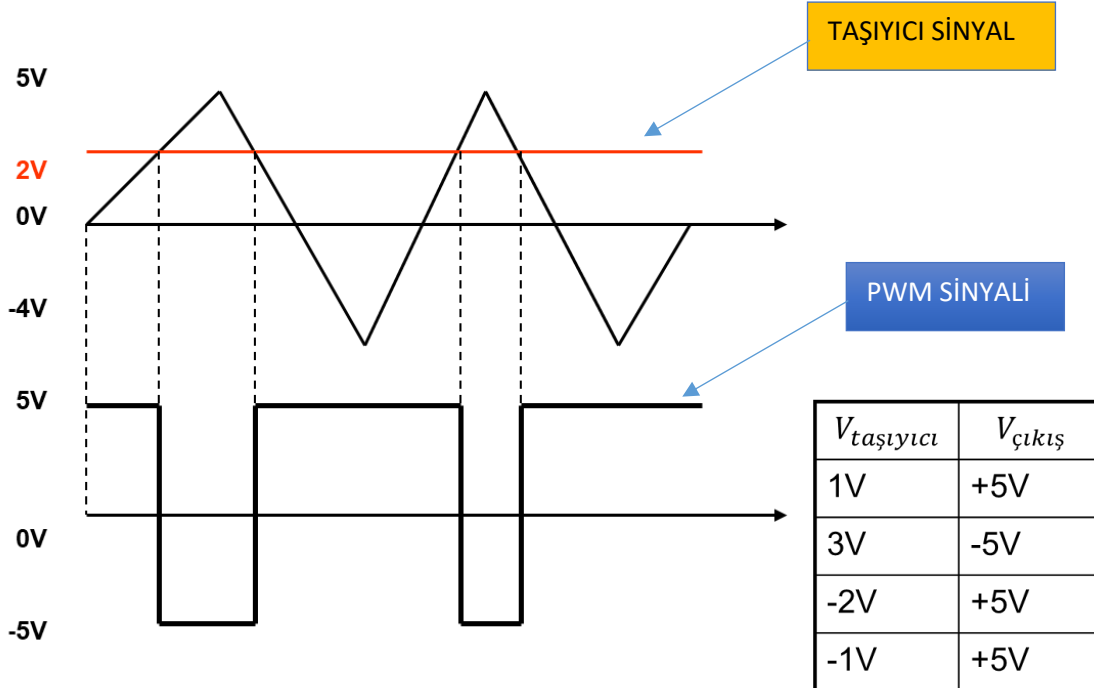 TAŞIYICI SİNYAL
5V
2V
0V
-4V
PWM SİNYALİ
5V
0V
-5V
V_taşıyıcı V_çıkış
1V +5V
3V -5V
-2V +5V
-1V +5V